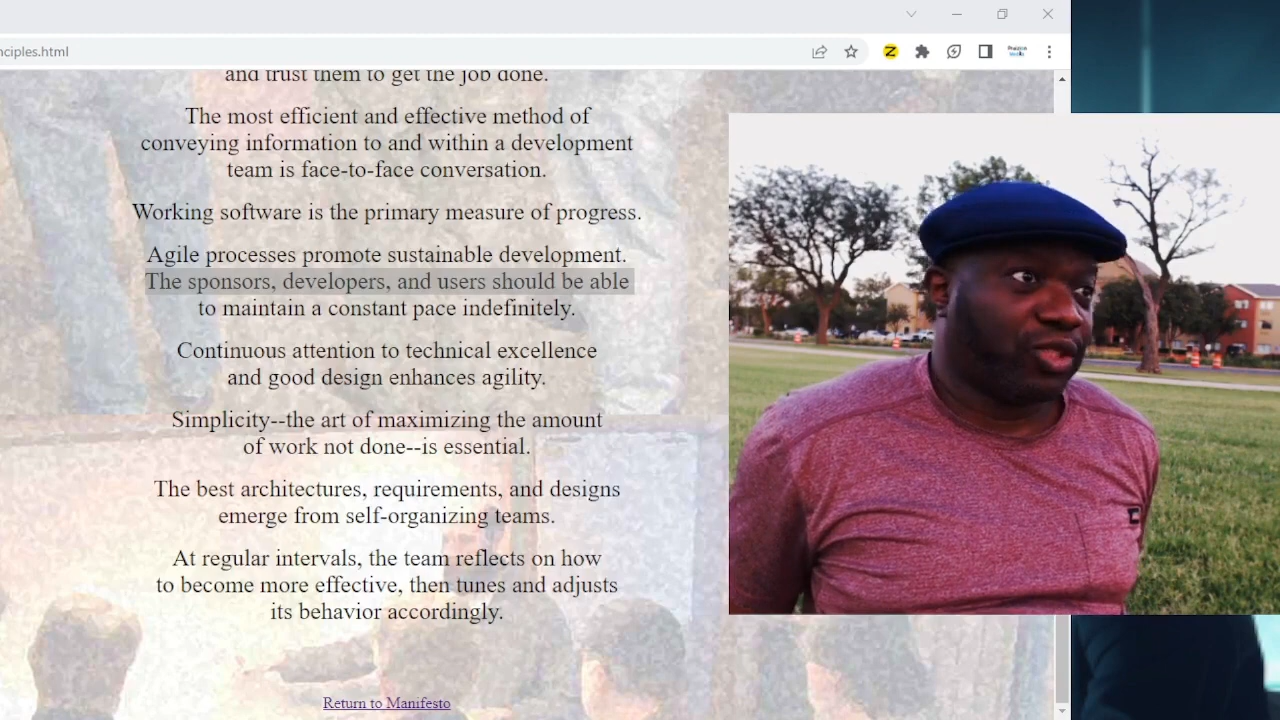 nciples.html
and trust them to get the job done.
The most efficient and effective method of
conveying information to and within a development
team is face-to-face conversation.
Working software is the primary measure of progress.
Agile processes promote sustainable development.
The sponsors, developers, and users should be able
to maintain a constant pace indefinitely.
Continuous attention to technical excellence
and good design enhances agility.
Simplicity--the art of maximizing the amount
of work not done--is essential.
The best architectures, requirements, and designs
emerge from self-organizing teams.
At regular intervals, the team reflects on how
to become more effective, then tunes and adjusts
its behavior accordingly.
Return to Manifesto